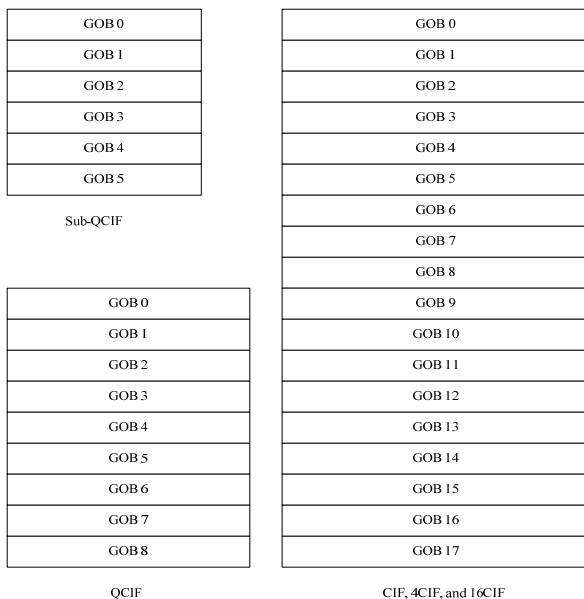 GOB 0
GOB 1
GOB 2
GOB 3
GOB 4
GOB 5
Sub-QCIF
GOB 0
GOB 1
GOB 2
GOB 3
GOB 4
GOB 5
GOB 6
GOB 7
GOB 8
QCIF
GOB 0
GOB 1
GOB 2
GOB 3
GOB 4
GOB 5
GOB 6
GOB 7
GOB 8
GOB 9
GOB 10
GOB 11
GOB 12
GOB 13
GOB 14
GOB 15
GOB 16
GOB 17
CIF, 4CIF, and 16CIF